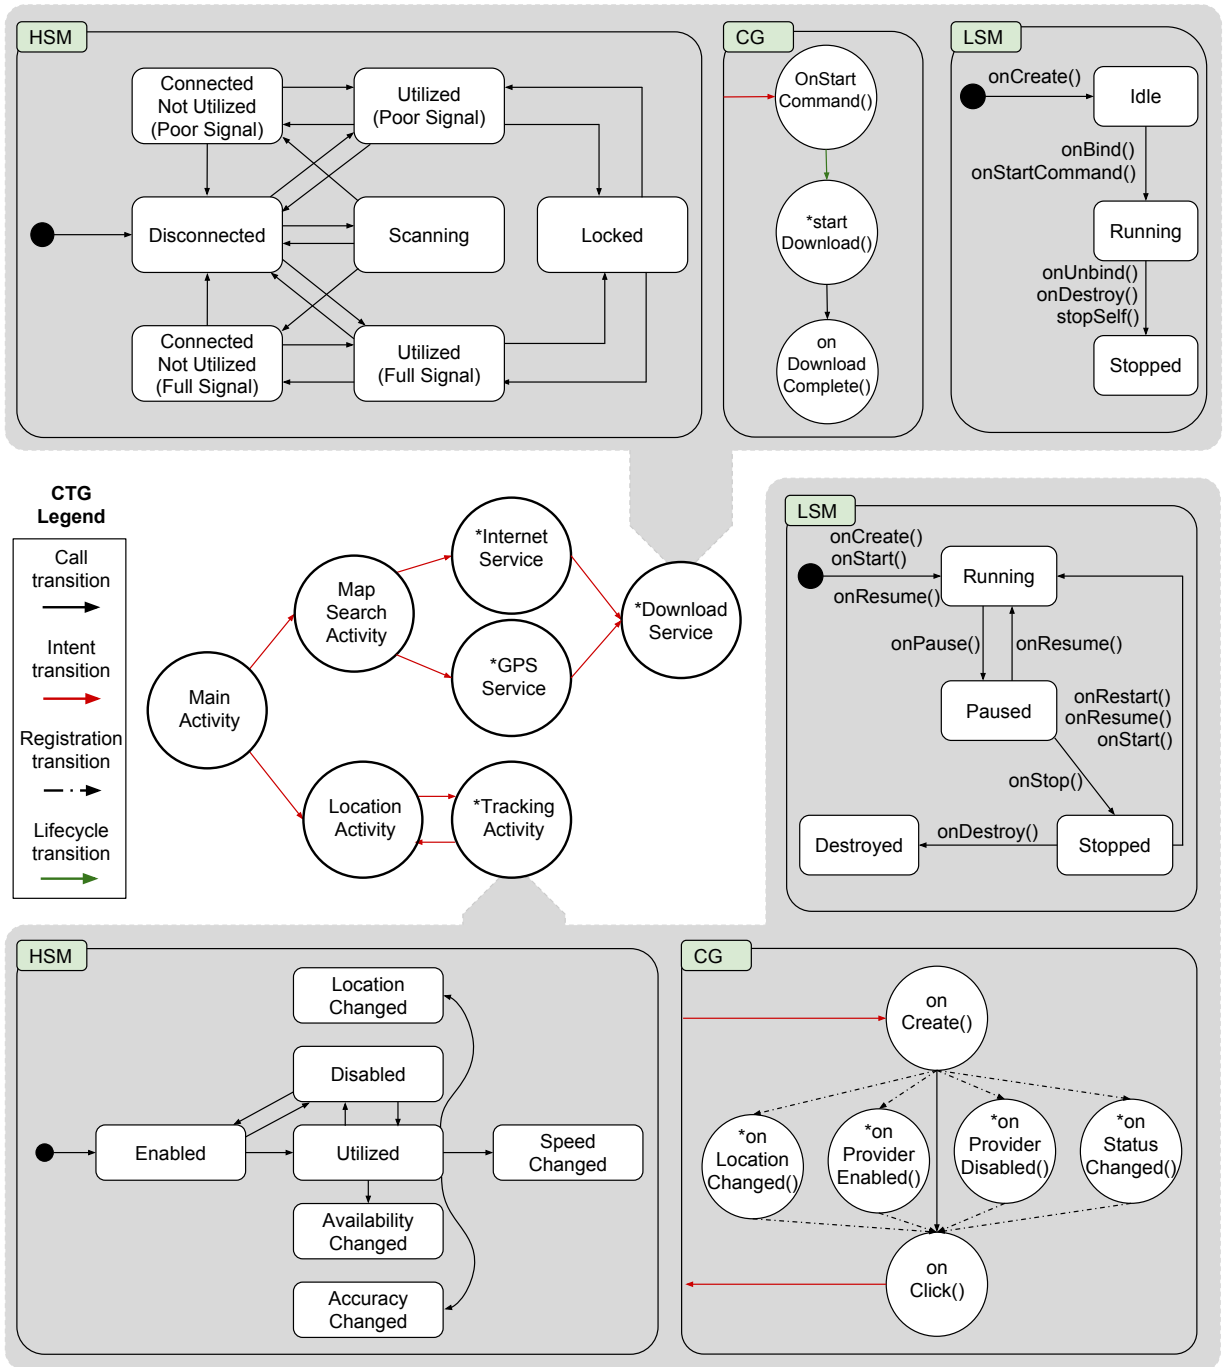 HSM
Connected
Not Utilized
(Poor Signal)
Utilized
(Poor Signal)
Disconnected
Scanning
Locked
Connected
Not Utilized
(Full Signal)
Utilized
(Full Signal)
CG
OnStart
Command()
*start
Download()
on
Download
Complete()
LSM
onCreate()
Idle
onBind()
onStartCommand()
Running
onUnbind()
onDestroy()
stopSelf()
Stopped
CTG
Legend
Call
transition
Intent
transition
Registration
transition
Lifecycle
transition
Main
Activity
Map
Search
Activity
*Internet
Service
*GPS
Service
*Download
Service
Location
Activity
*Tracking
Activity
LSM
onCreate()
onStart()
onResume()
Running
onPause()
onResume()
Paused
onRestart()
onResume()
onStart()
onStop()
Destroyed
onDestroy()
Stopped
HSM
Location
Changed
Disabled
Enabled
Utilized
Speed
Changed
Availability
Changed
Accuracy
Changed
CG
on
Create()
*on
Location
Changed()
*on
Provider
Enabled()
*on
Provider
Disabled()
*on
Status
Changed()
on
Click()